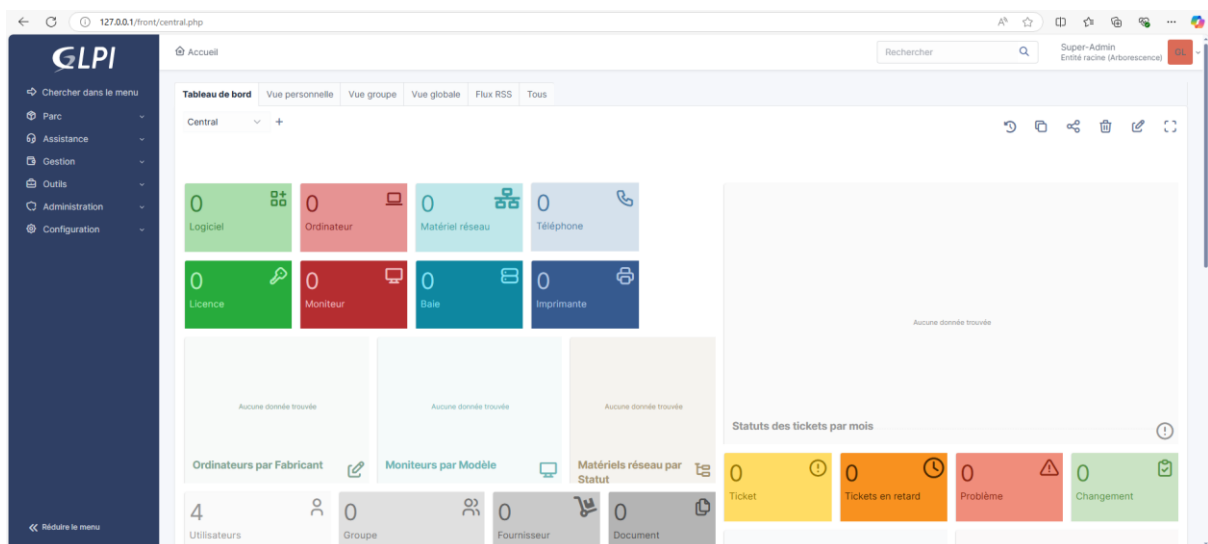 127.0.0.1/front/central.php
GLPI
Accueil
Rechercher
Super-Admin
Entité racine (Arborescence)
GL
Chercher dans le menu
Parc
Assistance
Gestion
Outils
Administration
Configuration
Réduire le menu
Tableau de bord Vue personnelle Vue groupe Vue globale Flux RSS Tous
Central
0 Logiciel
0 Ordinateur
0 Matériel réseau
0 Téléphone
0 Licence
0 Moniteur
0 Baie
0 Imprimante
Aucune donnée trouvée
Ordinateurs par Fabricant
Aucune donnée trouvée
Moniteurs par Modèle
Aucune donnée trouvée
Matériels réseau par
Statut
4 Utilisateurs
0 Groupe
0 Fournisseur
0 Document
Aucune donnée trouvée
Statuts des tickets par mois
0 Ticket
0 Tickets en retard
0 Problème
0 Changement